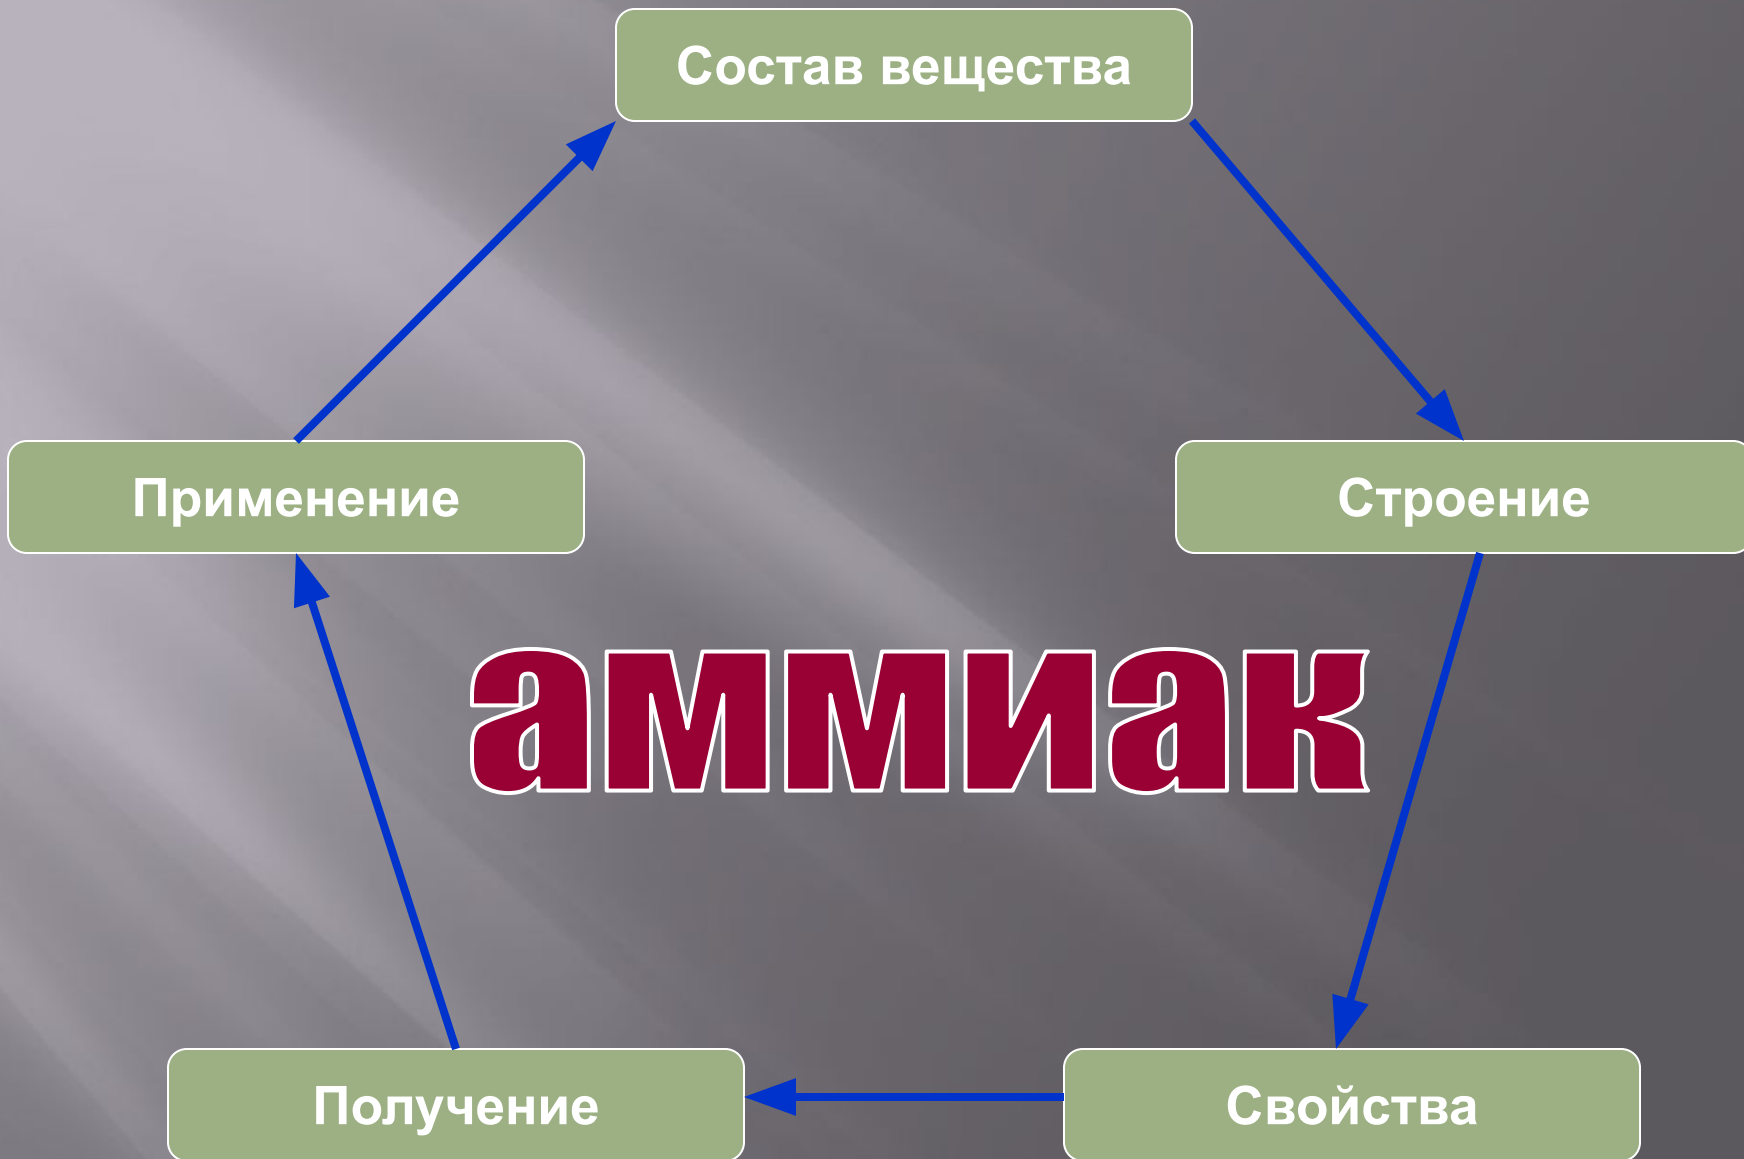 Состав вещества
Применение
Строение
аммиак
Получение
Свойства